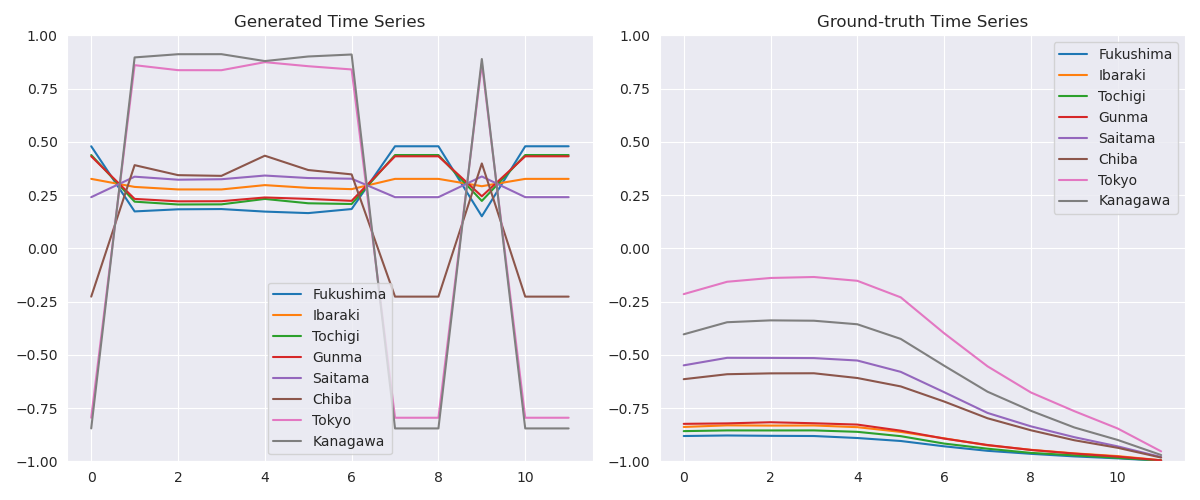 Generated Time Series
1.00
0.75
0.50
0.25
0.00
−0.25
−0.50
−0.75
−1.00
0 2 4 6 8 10
Fukushima
Ibaraki
Tochigi
Gunma
Saitama
Chiba
Tokyo
Kanagawa
Ground-truth Time Series
1.00
0.75
0.50
0.25
0.00
−0.25
−0.50
−0.75
−1.00
0 2 4 6 8 10
Fukushima
Ibaraki
Tochigi
Gunma
Saitama
Chiba
Tokyo
Kanagawa